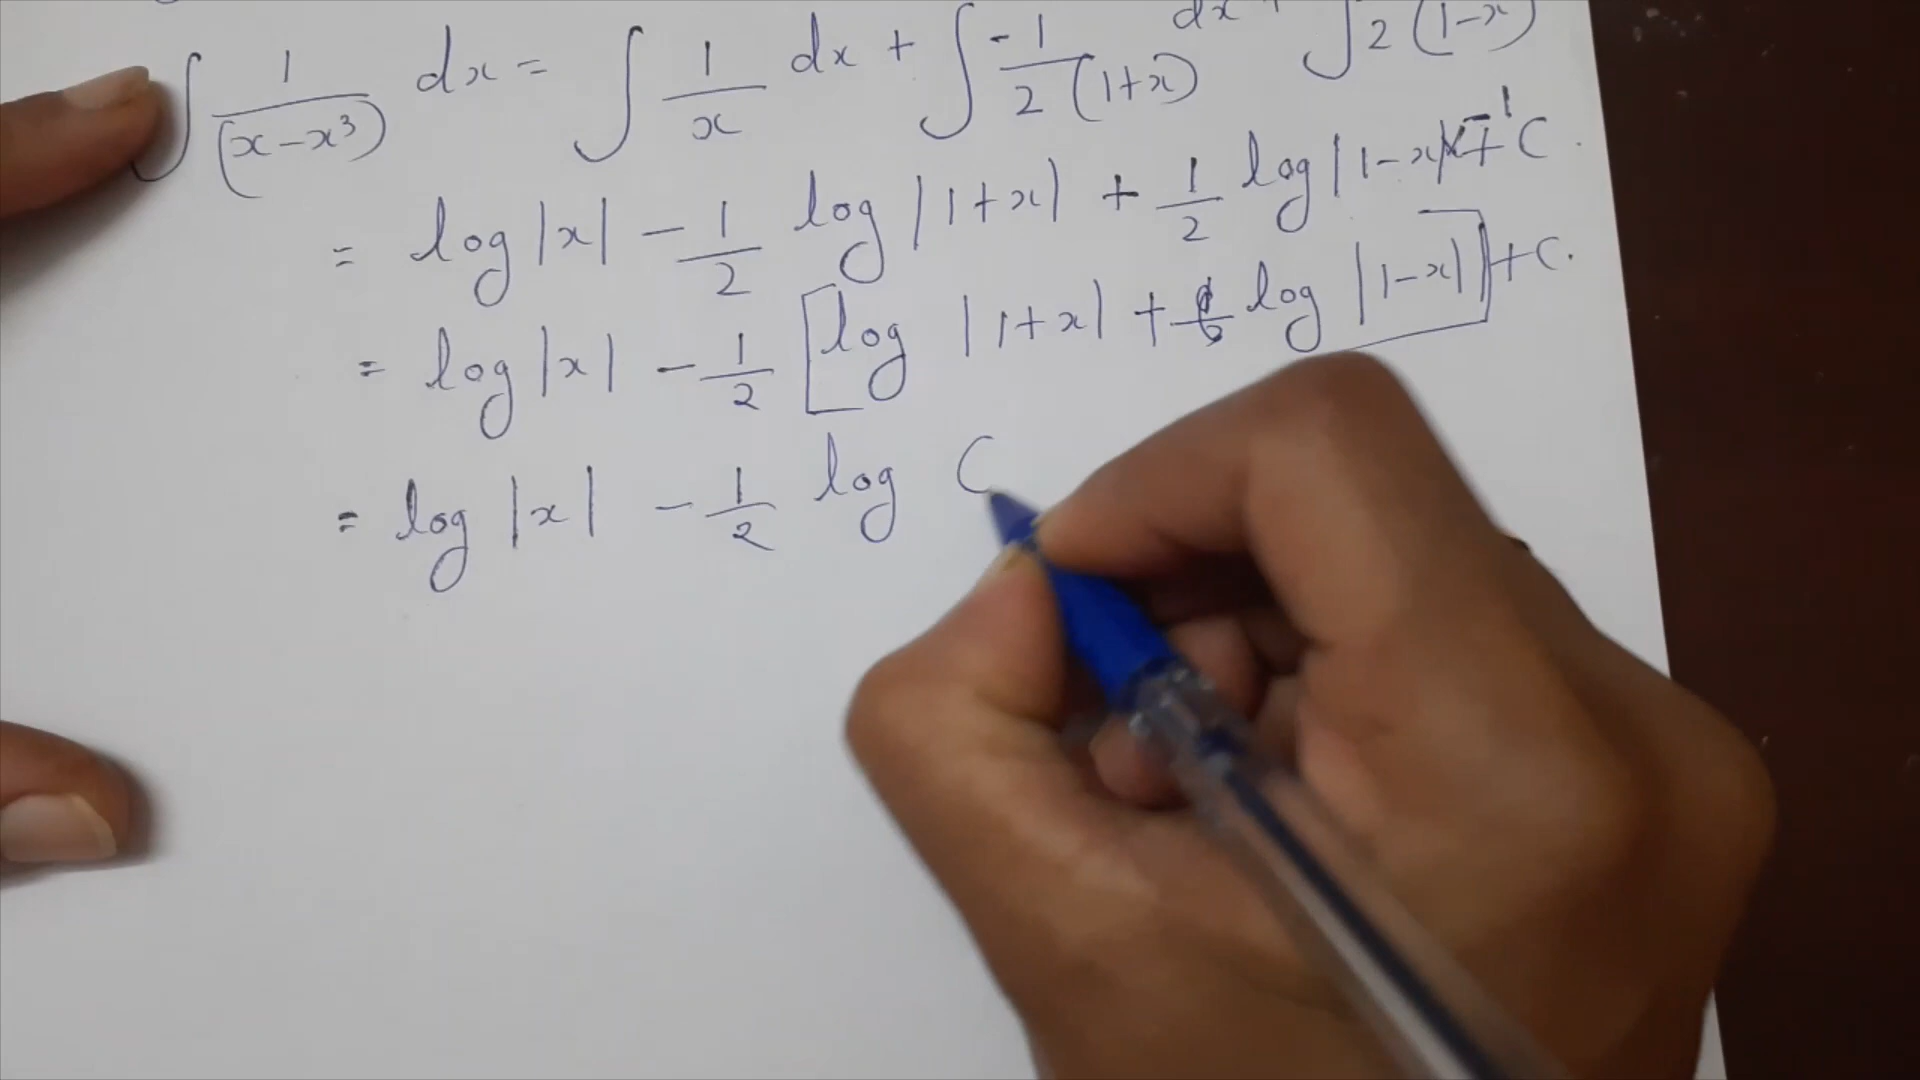 ∫ 1/(x-x³) dx = ∫ 1/x dx + ∫ -1/2(1+x) dx + ∫ 2(1-x)
= log|x| - 1/2 log|1+x| + 1/2 log|1-x| × -1 + C.
= log|x| - 1/2 [log |1+x| + log |1-x|] + C.
= log|x| - 1/2 log (